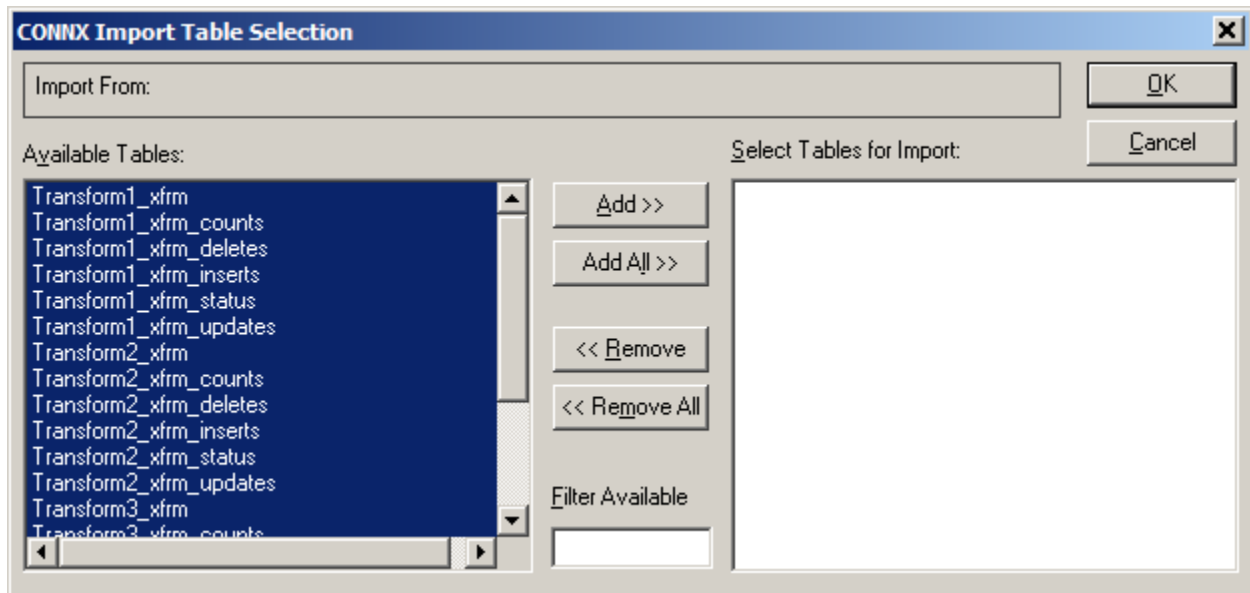 CONNX Import Table Selection
Import From:
OK
Cancel
Available Tables:
Select Tables for Import:
Transform1_xfrm
Transform1_xfrm_counts
Transform1_xfrm_deletes
Transform1_xfrm_inserts
Transform1_xfrm_status
Transform1_xfrm_updates
Transform2_xfrm
Transform2_xfrm_counts
Transform2_xfrm_deletes
Transform2_xfrm_inserts
Transform2_xfrm_status
Transform2_xfrm_updates
Transform3_xfrm
Transform3_xfrm_counts
Add >>
Add All >>
<< Remove
<< Remove All
Filter Available